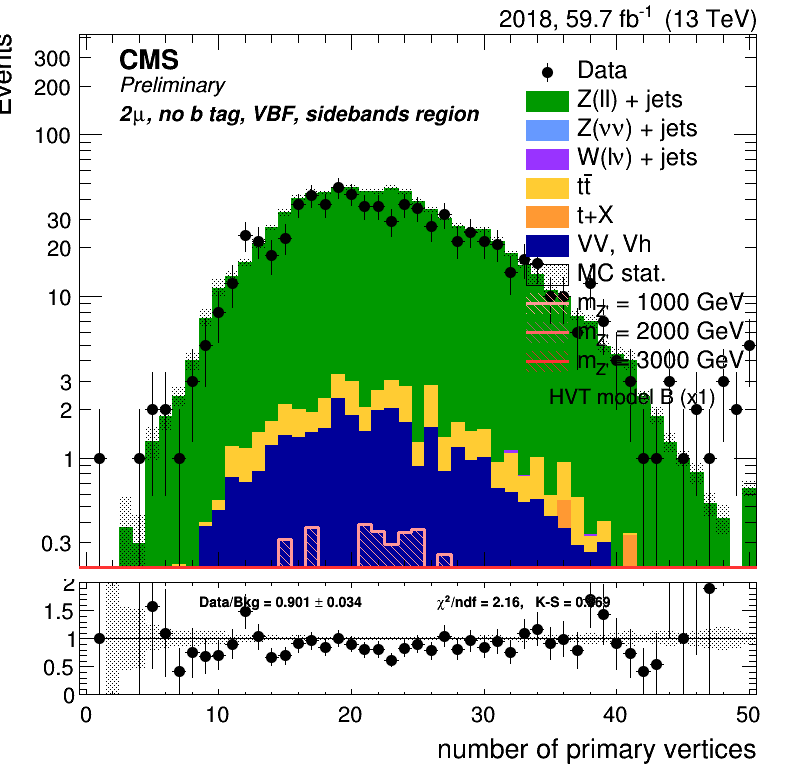 2018, 59.7 fb⁻¹ (13 TeV)
CMS
Preliminary
2μ, no b tag, VBF, sidebands region
Events
300
200
100
30
20
10
3
2
1
0.3
Data
Z(ll) + jets
Z(νν) + jets
W(lν) + jets
tt̄
t+X
VV, Vh
MC stat.
m_Z' = 1000 GeV
m_Z' = 2000 GeV
m_Z' = 3000 GeV
HVT model B (x1)
2
1.5
1
0.5
0
Data/Bkg = 0.901 ± 0.034
χ²/ndf = 2.16, K-S =
0 10 20 30 40 50
number of primary vertices